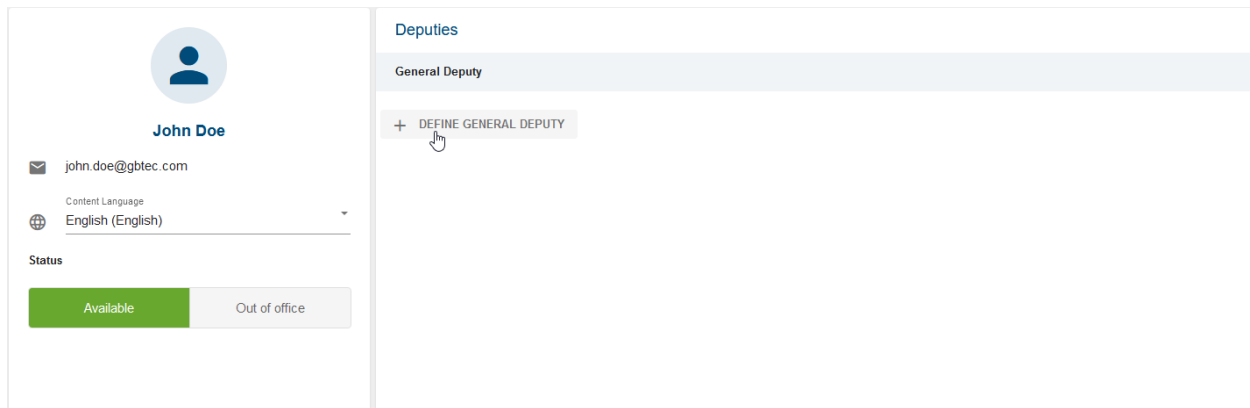 John Doe
john.doe@gbtec.com
Content Language
English (English)
Status
Available
Out of office
Deputies
General Deputy
+ DEFINE GENERAL DEPUTY